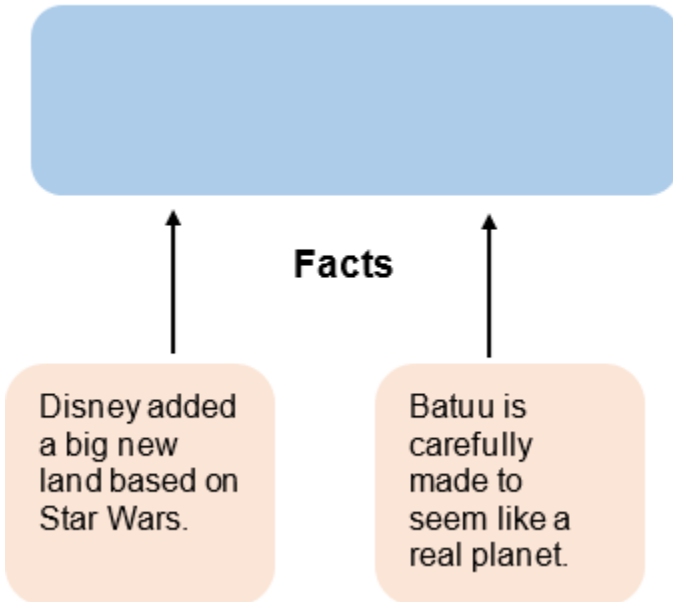 Facts
Disney added
a big new
land based on
Star Wars.
Batuu is
carefully
made to
seem like a
real planet.